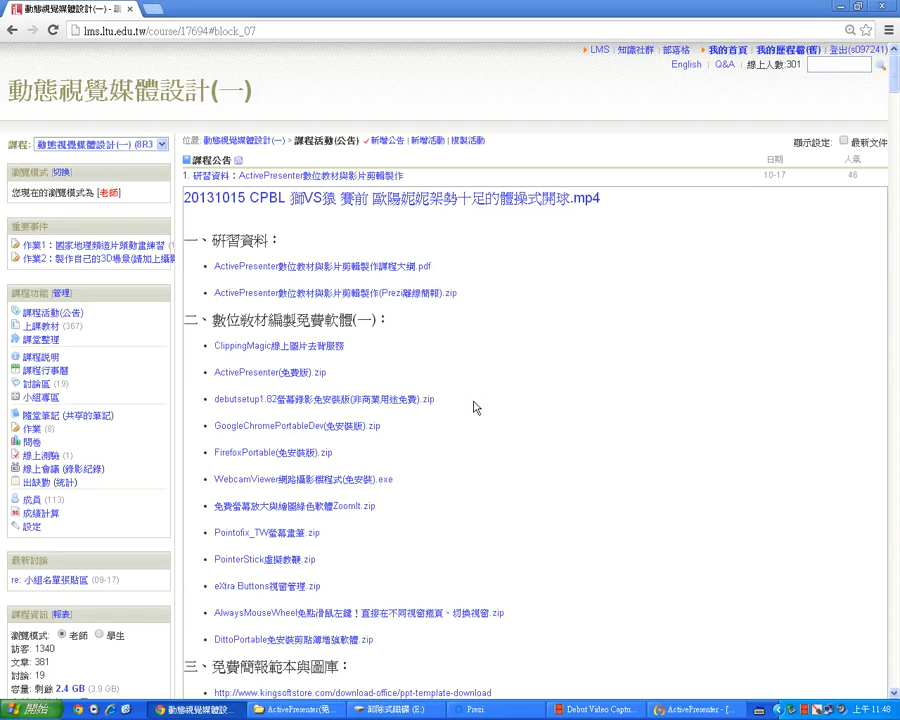 動態視覺媒體設計(一) -
lms.ltu.edu.tw/course/17694#block_07
LMS | 知識社群 | 部落格 我的首頁 | 我的歷程檔(舊) | 登出(s097241)
English | Q&A | 線上人數:301
動態視覺媒體設計(一)
課程: 動態視覺媒體設計(一) (8R3
位置: 動態視覺媒體設計(一) > 課程活動(公告) 新增公告 | 新增活動 | 複製活動
顯示設定: 最新文件
課程公告
日期 人氣
1. 研習資料：ActivePresenter數位教材與影片剪輯製作 10-17 46
瀏覽模式 [切換]
您現在的瀏覽模式為 [老師]
重要事件
作業1：國家地理頻道片頭動畫練習 (1
作業2：製作自己的3D場景(請加上攝影
課程功能 [管理]
課程活動(公告)
上課教材 (367)
課堂整理
課程說明
課程行事曆
討論區 (19)
小組專區
隨堂筆記 (共享的筆記)
作業 (8)
問卷
線上測驗 (1)
線上會議 (錄影紀錄)
出缺勤 (統計)
成員 (113)
成績計算
設定
最新討論
re: 小組名單張貼區 (09-17)
課程資訊 [報表]
瀏覽模式: 老師 學生
訪客: 1340
文章: 381
討論: 19
容量: 剩餘 2.4 GB (3.9 GB)
20131015 CPBL 獅VS猿 賽前 歐陽妮妮架勢十足的體操式開球.mp4
一、研習資料：
ActivePresenter數位教材與影片剪輯製作課程大綱.pdf
ActivePresenter數位教材與影片剪輯製作(Prezi離線簡報).zip
二、數位教材編製免費軟體(一)：
ClippingMagic線上圖片去背服務
ActivePresenter(免費版).zip
debutsetup1.82螢幕錄影免安裝版(非商業用途免費).zip
GoogleChromePortableDev(免安裝版).zip
FirefoxPortable(免安裝版).zip
WebcamViewer網路攝影機程式(免安裝).exe
免費螢幕放大與繪圖綠色軟體ZoomIt.zip
Pointofix_TW螢幕畫筆.zip
PointerStick虛擬教鞭.zip
eXtra Buttons視窗管理.zip
AlwaysMouseWheel免點滑鼠左鍵！直接在不同視窗捲頁、切換視窗.zip
DittoPortable免安裝剪貼簿增強軟體.zip
三、免費簡報範本與圖庫：
http://www.kingsoftstore.com/download-office/ppt-template-download
開始 動態視覺媒體設... ActivePresenter(免... 卸除式磁碟 (E:) Prezi Debut Video Captu... ActivePresenter - [... 上午 11:48